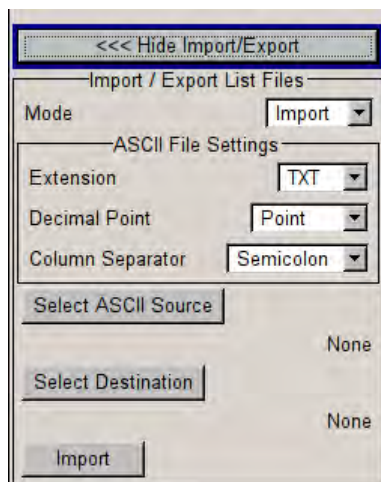 <<< Hide Import/Export
Import / Export List Files
Mode Import
ASCII File Settings
Extension TXT
Decimal Point Point
Column Separator Semicolon
Select ASCII Source
None
Select Destination
None
Import